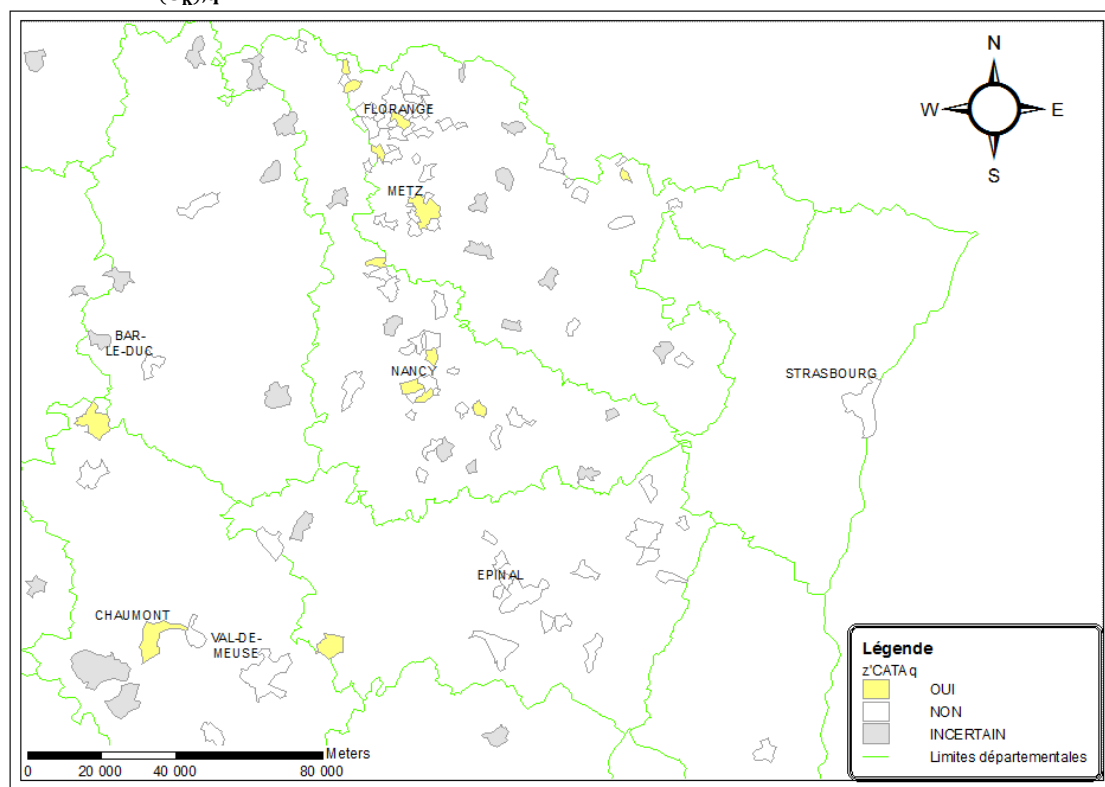 N
W E
S
FLORANGE
METZ
BAR-
LE-DUC
NANCY
STRASBOURG
EPINAL
CHAUMONT
VAL-DE-
MEUSE
Légende
z'CATAq
OUI
NON
INCERTAIN
Limites départementales
Meters
0 20 000 40 000 80 000